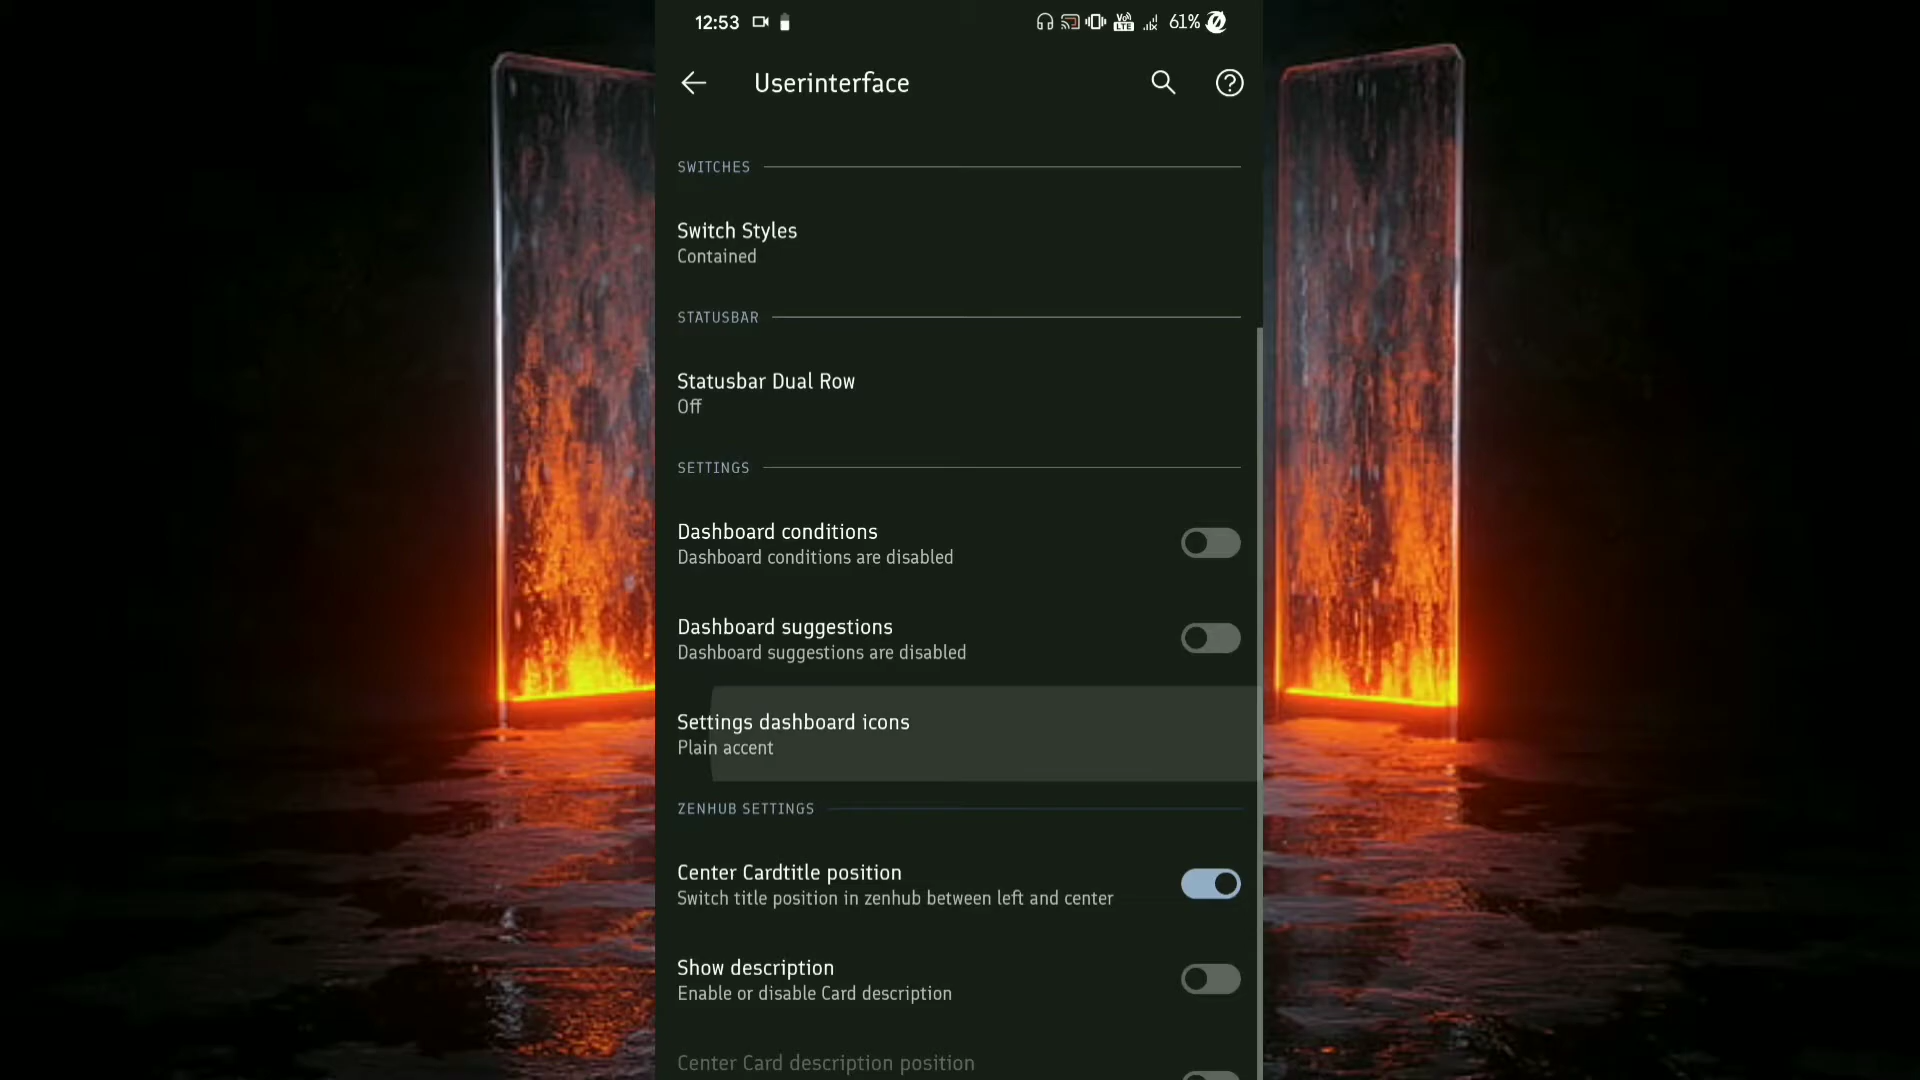 12:53
Vo) LTE
61%
Userinterface
SWITCHES
Switch Styles
Contained
STATUSBAR
Statusbar Dual Row
Off
SETTINGS
Dashboard conditions
Dashboard conditions are disabled
Dashboard suggestions
Dashboard suggestions are disabled
Settings dashboard icons
Plain accent
ZENHUB SETTINGS
Center Cardtitle position
Switch title position in zenhub between left and center
Show description
Enable or disable Card description
Center Card description position